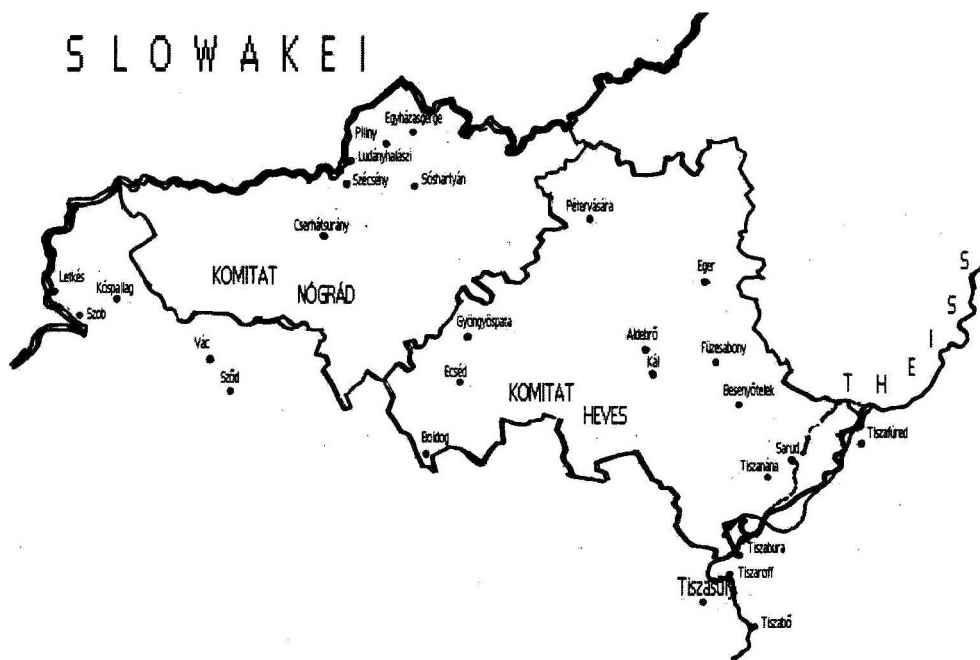 SLOWAKEI
Egyházasgerge
Piliny
Ludányhalászi
Szécsény
Sóshartyán
Cserhátsurány
Pétervására
KOMITAT
NÓGRÁD
Letkés
Kóspallag
Szob
Eger
Vác
Sződ
Gyöngyöspata
Ecséd
Aldebrő
Kál
Füzesabony
Besenyőtelek
KOMITAT
HEVES
THEISS
Boldog
Sarud
Tiszanána
Tiszafüred
Tiszabura
Tiszaroff
Tiszasüly
Tiszabő